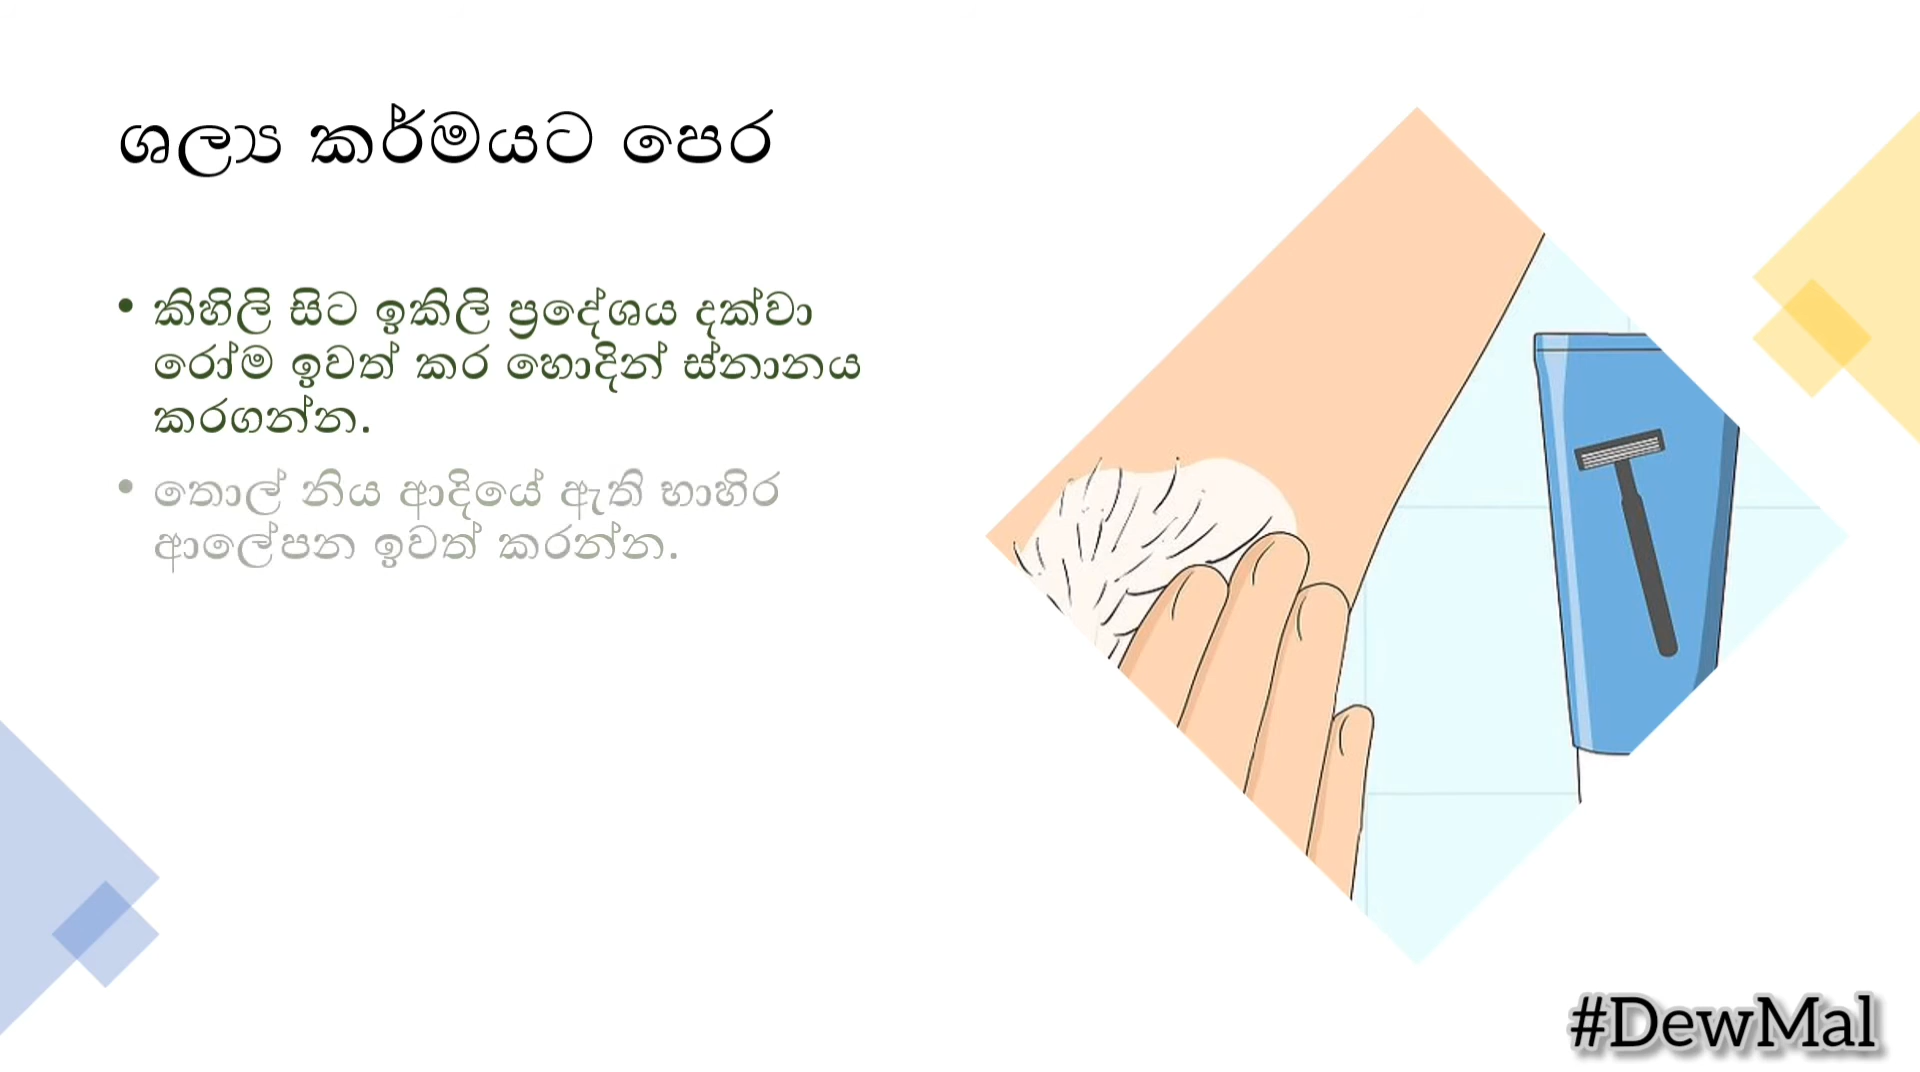 ශල්‍ය කර්මයට පෙර
• කිහිලි සිට ඉකිලි ප්‍රදේශය දක්වා
රෝම ඉවත් කර හොදින් ස්නානය
කරගන්න.
• තොල් නිය ආදියේ ඇති භාහිර
ආලේපන ඉවත් කරන්න.
#DewMal